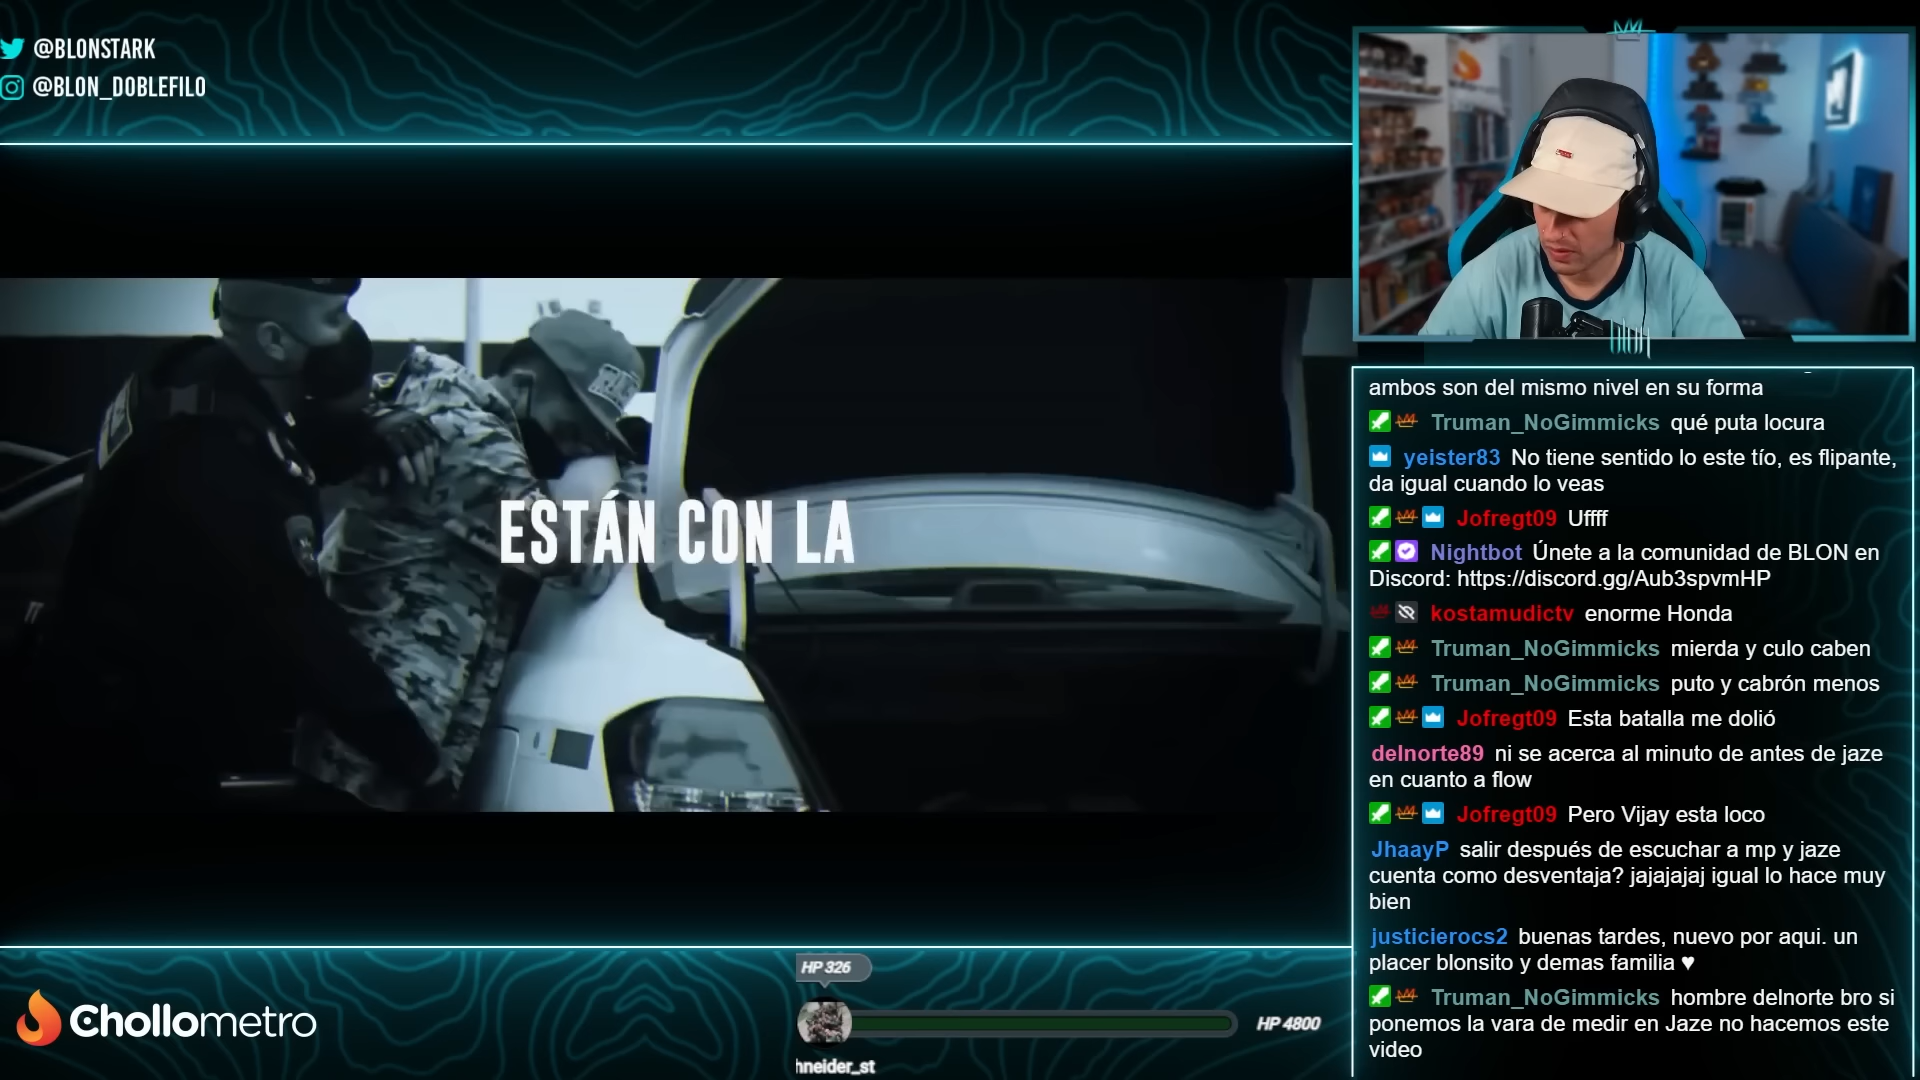 @BLONSTARK
@BLON_DOBLEFILO
ESTÁN CON LA
ambos son del mismo nivel en su forma
Truman_NoGimmicks qué puta locura
yeister83 No tiene sentido lo este tío, es flipante,
da igual cuando lo veas
Jofregt09 Uffff
Nightbot Únete a la comunidad de BLON en
Discord: https://discord.gg/Aub3spvmHP
kostamudictv enorme Honda
Truman_NoGimmicks mierda y culo caben
Truman_NoGimmicks puto y cabrón menos
Jofregt09 Esta batalla me dolió
delnorte89 ni se acerca al minuto de antes de jaze
en cuanto a flow
Jofregt09 Pero Vijay esta loco
JhaayP salir después de escuchar a mp y jaze
cuenta como desventaja? jajajajaj igual lo hace muy
bien
justicierocs2 buenas tardes, nuevo por aqui. un
placer blonsito y demas familia ♥
Truman_NoGimmicks hombre delnorte bro si
ponemos la vara de medir en Jaze no hacemos este
video
HP 326
HP 4800
hneider_st
Chollometro